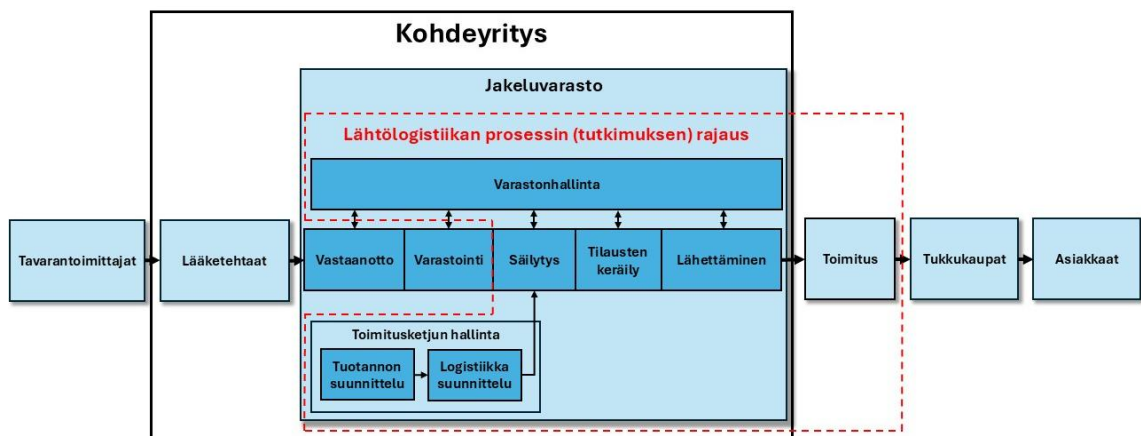 Kohdeyritys
Jakeluvarasto
Lähtölogistiikan prosessin (tutkimuksen) rajaus
Varastonhallinta
Tavarantoimittajat
Lääketehtaat
Vastaanotto
Varastointi
Säilytys
Tilausten
keräily
Lähettäminen
Toimitus
Tukkukaupat
Asiakkaat
Toimitusketjun hallinta
Tuotannon
suunnittelu
Logistiikka
suunnittelu